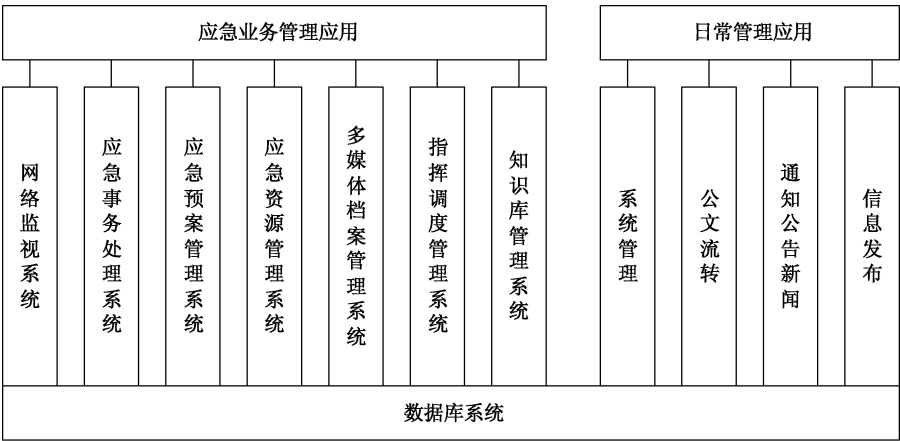 应急业务管理应用
日常管理应用
网络监视系统
应急事务处理系统
应急预案管理系统
应急资源管理系统
多媒体档案管理系统
指挥调度管理系统
知识库管理系统
系统管理
公文流转
通知公告新闻
信息发布
数据库系统